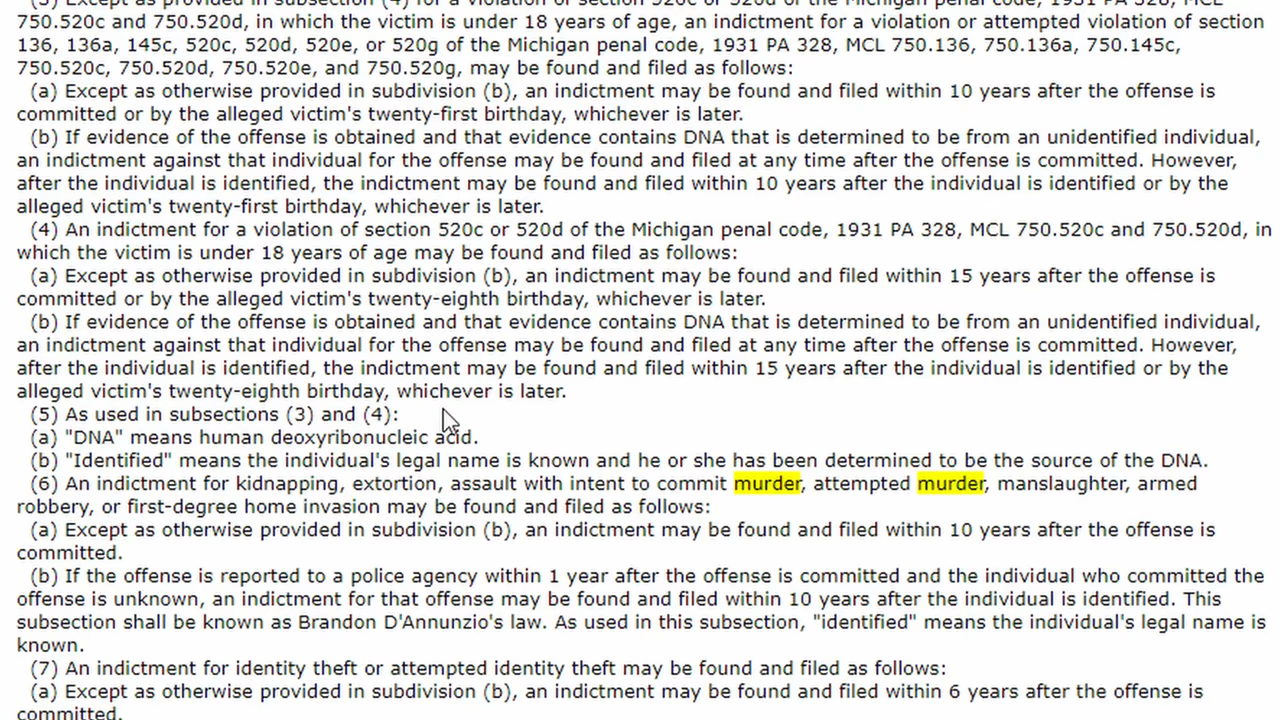 (3) Except as provided in subsection (4) for a violation of section 520c or 520d of the Michigan penal code, 1931 PA 328, MCL
750.520c and 750.520d, in which the victim is under 18 years of age, an indictment for a violation or attempted violation of section
136, 136a, 145c, 520c, 520d, 520e, or 520g of the Michigan penal code, 1931 PA 328, MCL 750.136, 750.136a, 750.145c,
750.520c, 750.520d, 750.520e, and 750.520g, may be found and filed as follows:
(a) Except as otherwise provided in subdivision (b), an indictment may be found and filed within 10 years after the offense is
committed or by the alleged victim's twenty-first birthday, whichever is later.
(b) If evidence of the offense is obtained and that evidence contains DNA that is determined to be from an unidentified individual,
an indictment against that individual for the offense may be found and filed at any time after the offense is committed. However,
after the individual is identified, the indictment may be found and filed within 10 years after the individual is identified or by the
alleged victim's twenty-first birthday, whichever is later.
(4) An indictment for a violation of section 520c or 520d of the Michigan penal code, 1931 PA 328, MCL 750.520c and 750.520d, in
which the victim is under 18 years of age may be found and filed as follows:
(a) Except as otherwise provided in subdivision (b), an indictment may be found and filed within 15 years after the offense is
committed or by the alleged victim's twenty-eighth birthday, whichever is later.
(b) If evidence of the offense is obtained and that evidence contains DNA that is determined to be from an unidentified individual,
an indictment against that individual for the offense may be found and filed at any time after the offense is committed. However,
after the individual is identified, the indictment may be found and filed within 15 years after the individual is identified or by the
alleged victim's twenty-eighth birthday, whichever is later.
(5) As used in subsections (3) and (4):
(a) "DNA" means human deoxyribonucleic acid.
(b) "Identified" means the individual's legal name is known and he or she has been determined to be the source of the DNA.
(6) An indictment for kidnapping, extortion, assault with intent to commit murder, attempted murder, manslaughter, armed
robbery, or first-degree home invasion may be found and filed as follows:
(a) Except as otherwise provided in subdivision (b), an indictment may be found and filed within 10 years after the offense is
committed.
(b) If the offense is reported to a police agency within 1 year after the offense is committed and the individual who committed the
offense is unknown, an indictment for that offense may be found and filed within 10 years after the individual is identified. This
subsection shall be known as Brandon D'Annunzio's law. As used in this subsection, "identified" means the individual's legal name is
known.
(7) An indictment for identity theft or attempted identity theft may be found and filed as follows:
(a) Except as otherwise provided in subdivision (b), an indictment may be found and filed within 6 years after the offense is
committed.